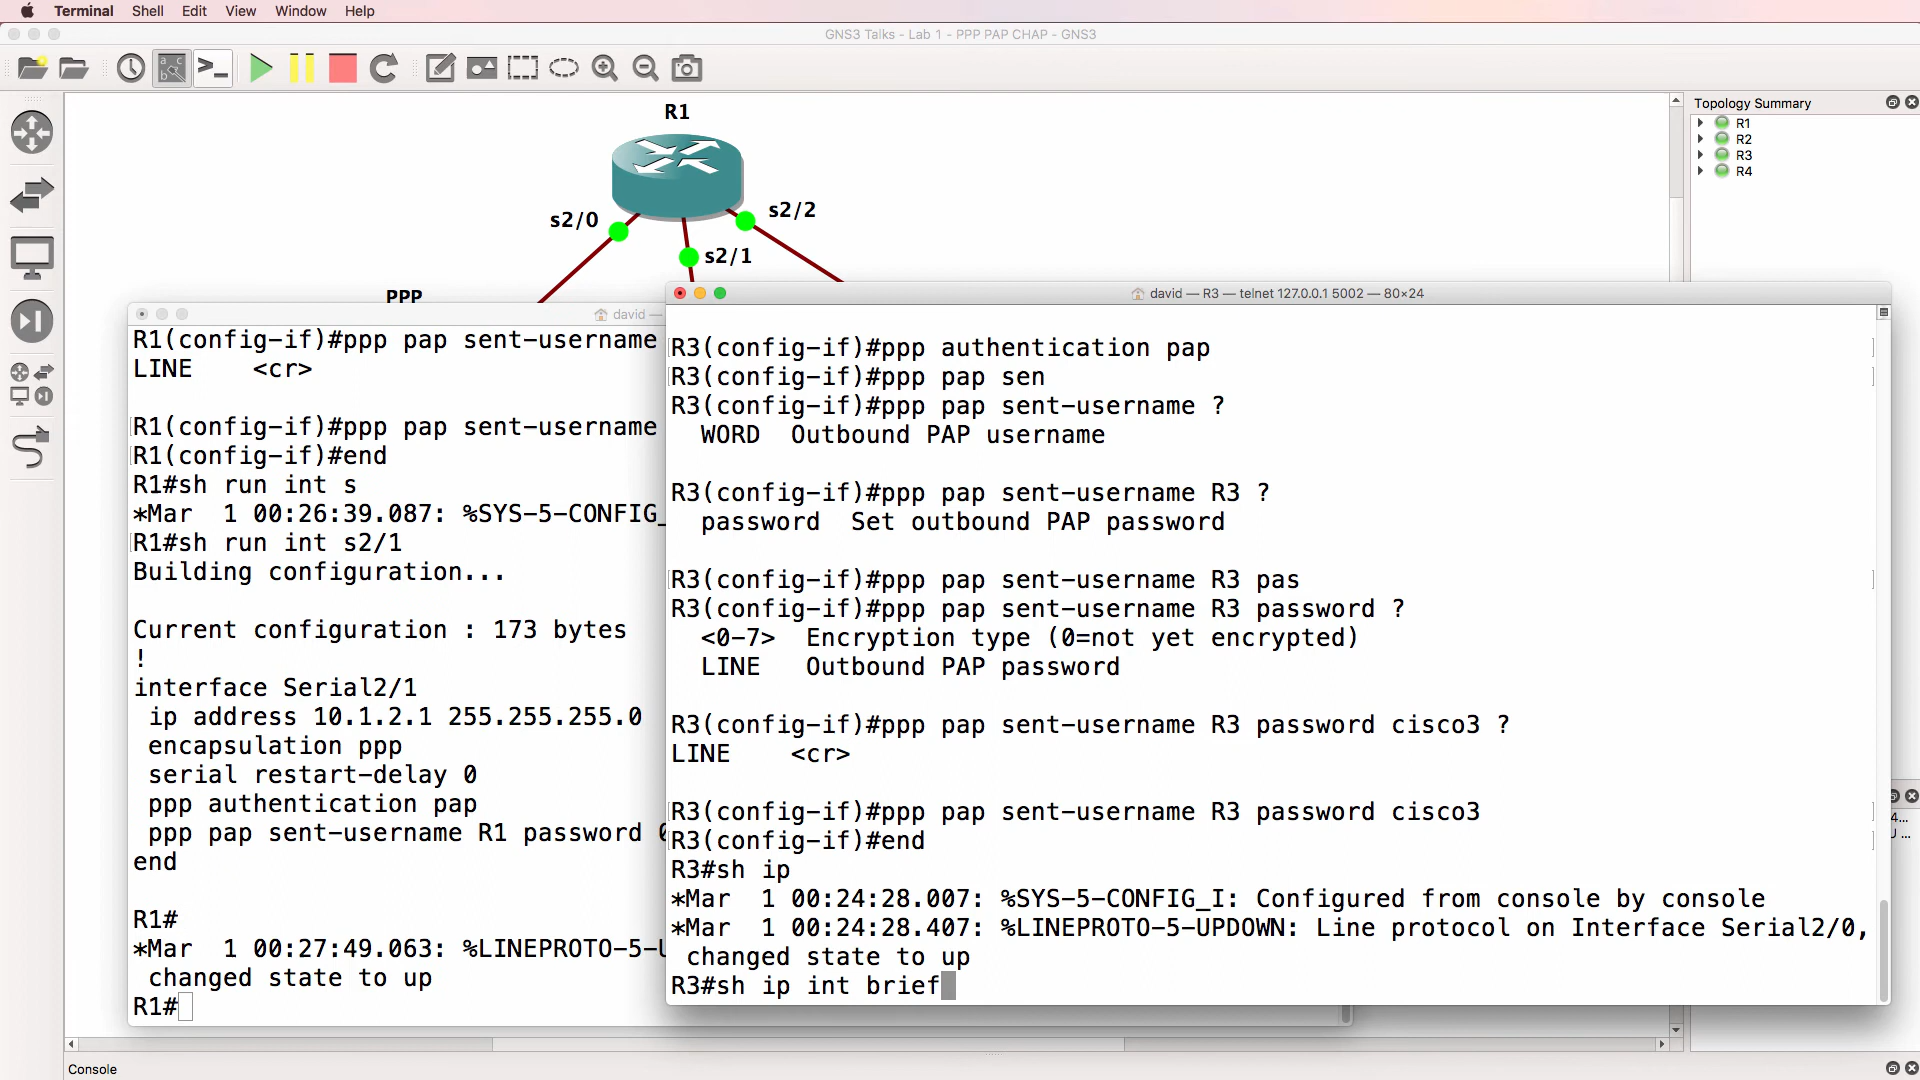 Terminal Shell Edit View Window Help
GNS3 Talks - Lab 1 - PPP PAP CHAP - GNS3
R1
s2/0
s2/2
s2/1
PPP
Topology Summary
R1
R2
R3
R4
david —
R1(config-if)#ppp pap sent-username
LINE    <cr>
R1(config-if)#ppp pap sent-username
R1(config-if)#end
R1#sh run int s
*Mar  1 00:26:39.087: %SYS-5-CONFIG_
R1#sh run int s2/1
Building configuration...
Current configuration : 173 bytes
!
interface Serial2/1
 ip address 10.1.2.1 255.255.255.0
 encapsulation ppp
 serial restart-delay 0
 ppp authentication pap
 ppp pap sent-username R1 password 0
end
R1#
*Mar  1 00:27:49.063: %LINEPROTO-5-U
 changed state to up
R1#
david — R3 — telnet 127.0.0.1 5002 — 80×24
R3(config-if)#ppp authentication pap
R3(config-if)#ppp pap sen
R3(config-if)#ppp pap sent-username ?
  WORD  Outbound PAP username
R3(config-if)#ppp pap sent-username R3 ?
  password  Set outbound PAP password
R3(config-if)#ppp pap sent-username R3 pas
R3(config-if)#ppp pap sent-username R3 password ?
  <0-7>  Encryption type (0=not yet encrypted)
  LINE   Outbound PAP password
R3(config-if)#ppp pap sent-username R3 password cisco3 ?
LINE    <cr>
R3(config-if)#ppp pap sent-username R3 password cisco3
R3(config-if)#end
R3#sh ip
*Mar  1 00:24:28.007: %SYS-5-CONFIG_I: Configured from console by console
*Mar  1 00:24:28.407: %LINEPROTO-5-UPDOWN: Line protocol on Interface Serial2/0,
 changed state to up
R3#sh ip int brief
4...
U ...
Console